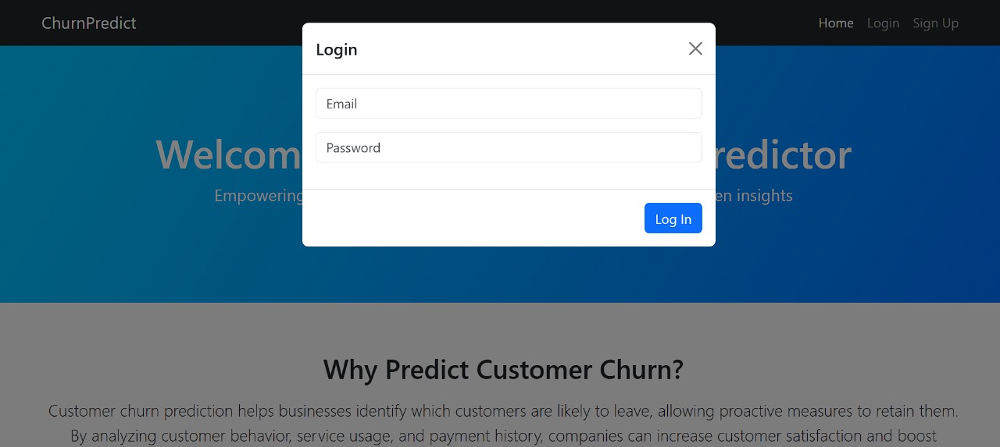 ChurnPredict Home Login Sign Up
Login
Email
Password
Log In
Welcom redictor
Empowering en insights
Why Predict Customer Churn?
Customer churn prediction helps businesses identify which customers are likely to leave, allowing proactive measures to retain them.
By analyzing customer behavior, service usage, and payment history, companies can increase customer satisfaction and boost